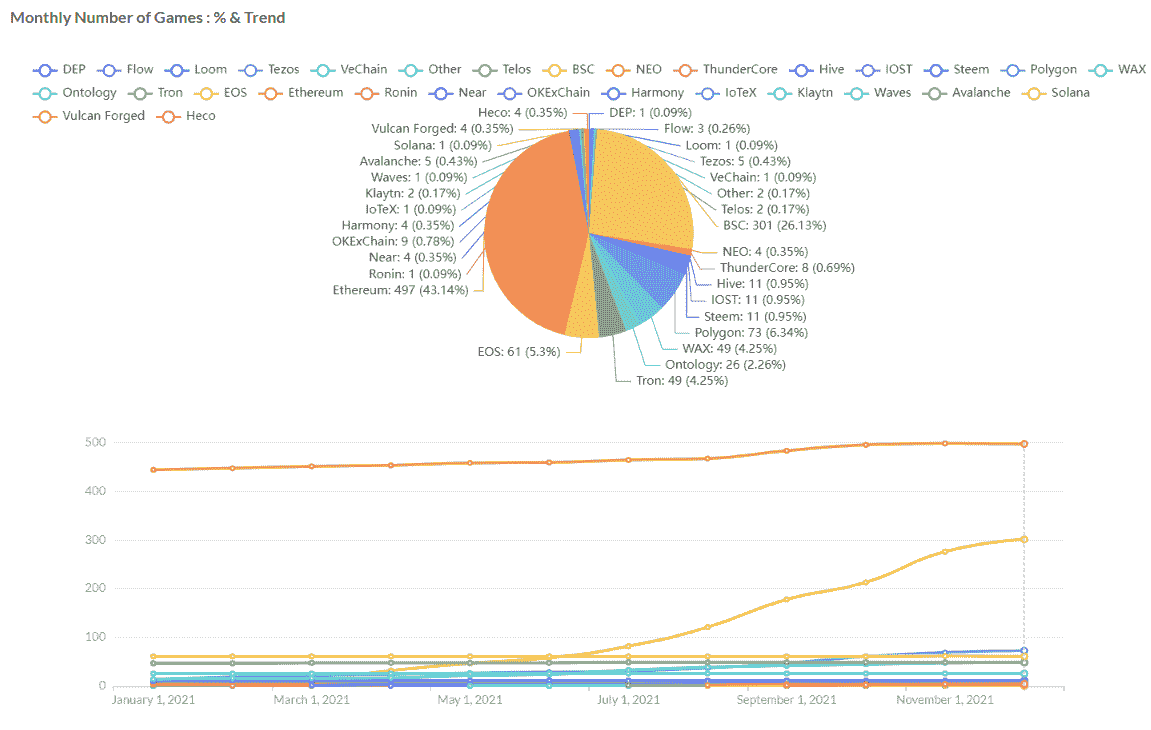 Monthly Number of Games : % & Trend
DEP Flow Loom Tezos VeChain Other Telos BSC NEO ThunderCore Hive IOST Steem Polygon WAX
Ontology Tron EOS Ethereum Ronin Near OKExChain Harmony IoTeX Klaytn Waves Avalanche Solana
Vulcan Forged Heco
Heco: 4 (0.35%) DEP: 1 (0.09%)
Vulcan Forged: 4 (0.35%) Flow: 3 (0.26%)
Solana: 1 (0.09%) Loom: 1 (0.09%)
Avalanche: 5 (0.43%) Tezos: 5 (0.43%)
Waves: 1 (0.09%) VeChain: 1 (0.09%)
Klaytn: 2 (0.17%) Other: 2 (0.17%)
IoTeX: 1 (0.09%) Telos: 2 (0.17%)
Harmony: 4 (0.35%) BSC: 301 (26.13%)
OKExChain: 9 (0.78%) NEO: 4 (0.35%)
Near: 4 (0.35%) ThunderCore: 8 (0.69%)
Ronin: 1 (0.09%) Hive: 11 (0.95%)
Ethereum: 497 (43.14%) IOST: 11 (0.95%)
Steem: 11 (0.95%)
Polygon: 73 (6.34%)
EOS: 61 (5.3%) WAX: 49 (4.25%)
Ontology: 26 (2.26%)
Tron: 49 (4.25%)
500
400
300
200
100
0
January 1, 2021 March 1, 2021 May 1, 2021 July 1, 2021 September 1, 2021 November 1, 2021